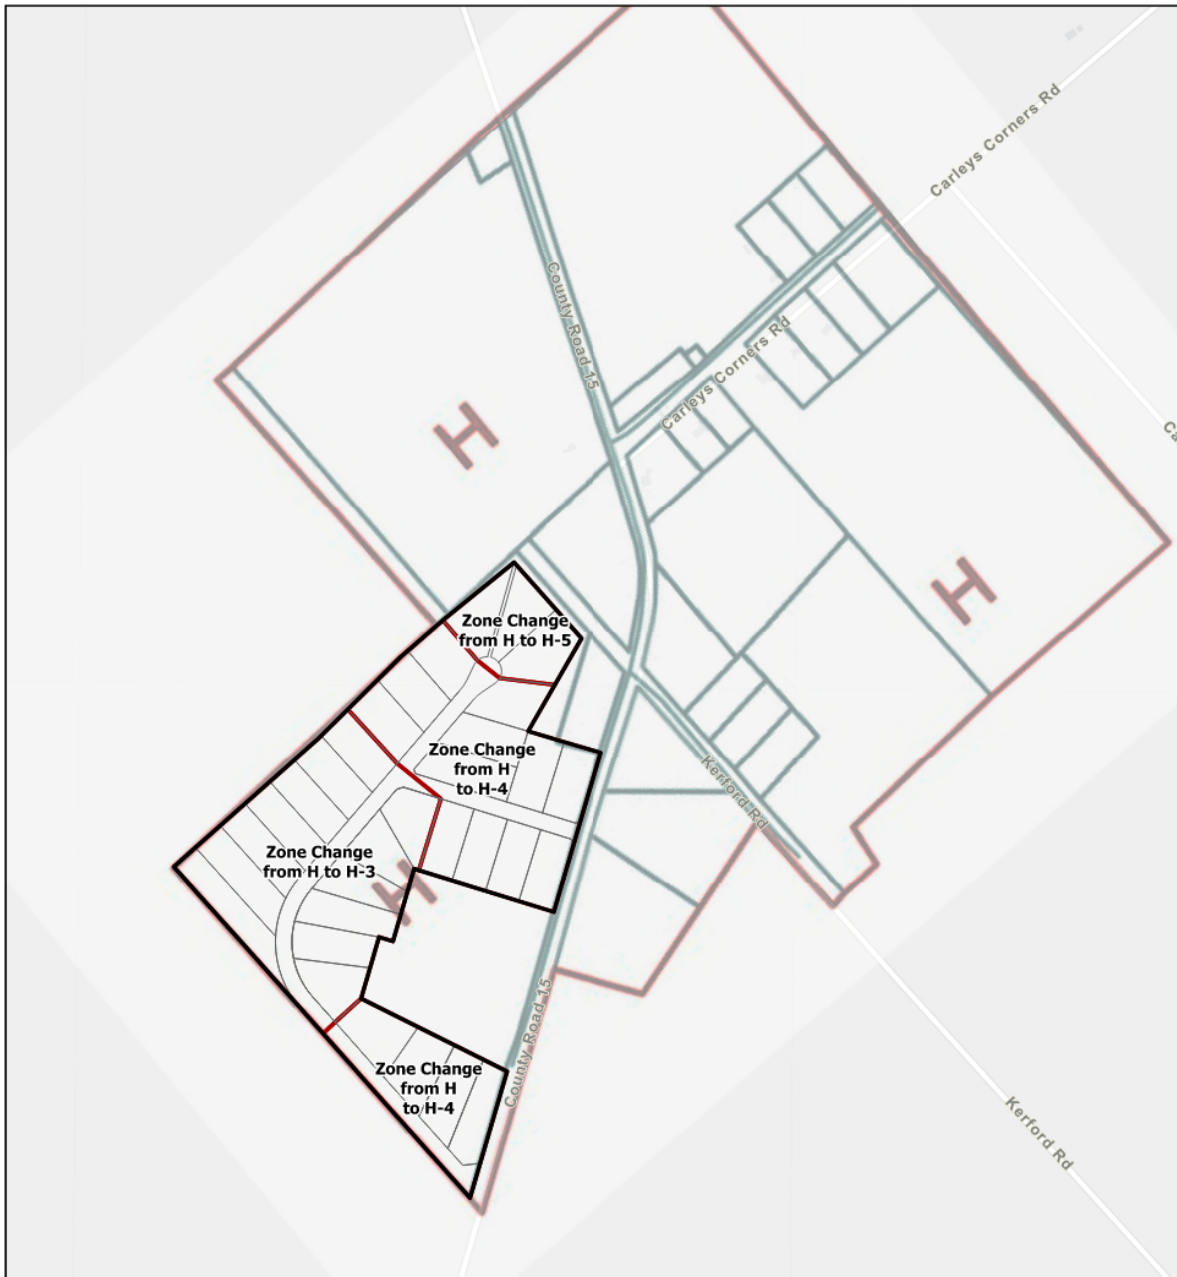 Carleys Corners Rd
County Road 15
Carleys Corners Rd
H
H
Zone Change
from H to H-5
Zone Change
from H
to H-4
Kerford Rd
Zone Change
from H to H-3
H
County Road 15
Zone Change
from H
to H-4
Kerford Rd